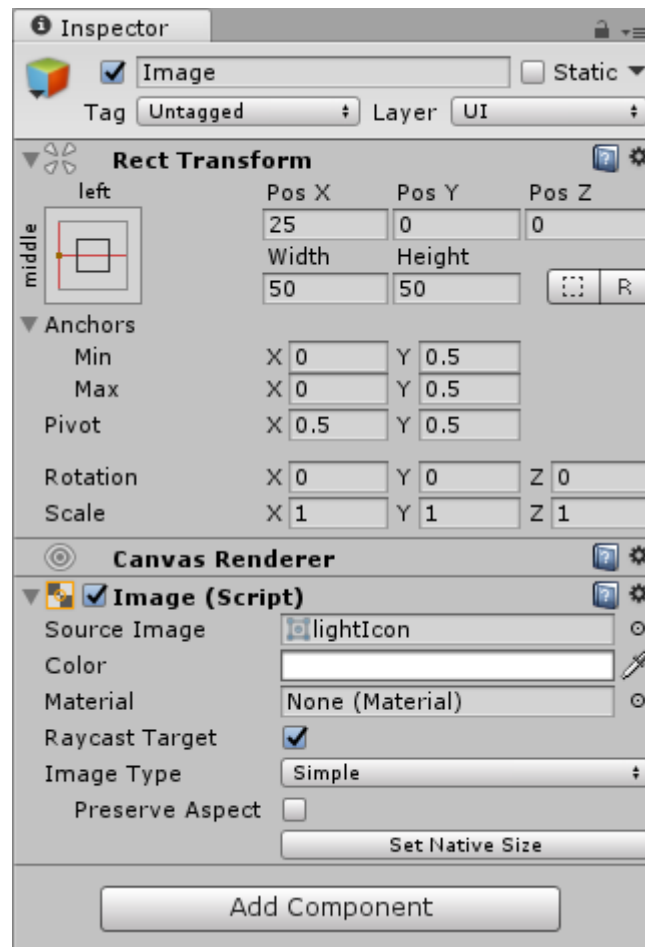 Inspector
Image Static
Tag Untagged Layer UI
Rect Transform
left Pos X Pos Y Pos Z
middle 25 0 0
Width Height
50 50 R
Anchors
Min X 0 Y 0.5
Max X 0 Y 0.5
Pivot X 0.5 Y 0.5
Rotation X 0 Y 0 Z 0
Scale X 1 Y 1 Z 1
Canvas Renderer
Image (Script)
Source Image lightIcon
Color
Material None (Material)
Raycast Target
Image Type Simple
Preserve Aspect
Set Native Size
Add Component